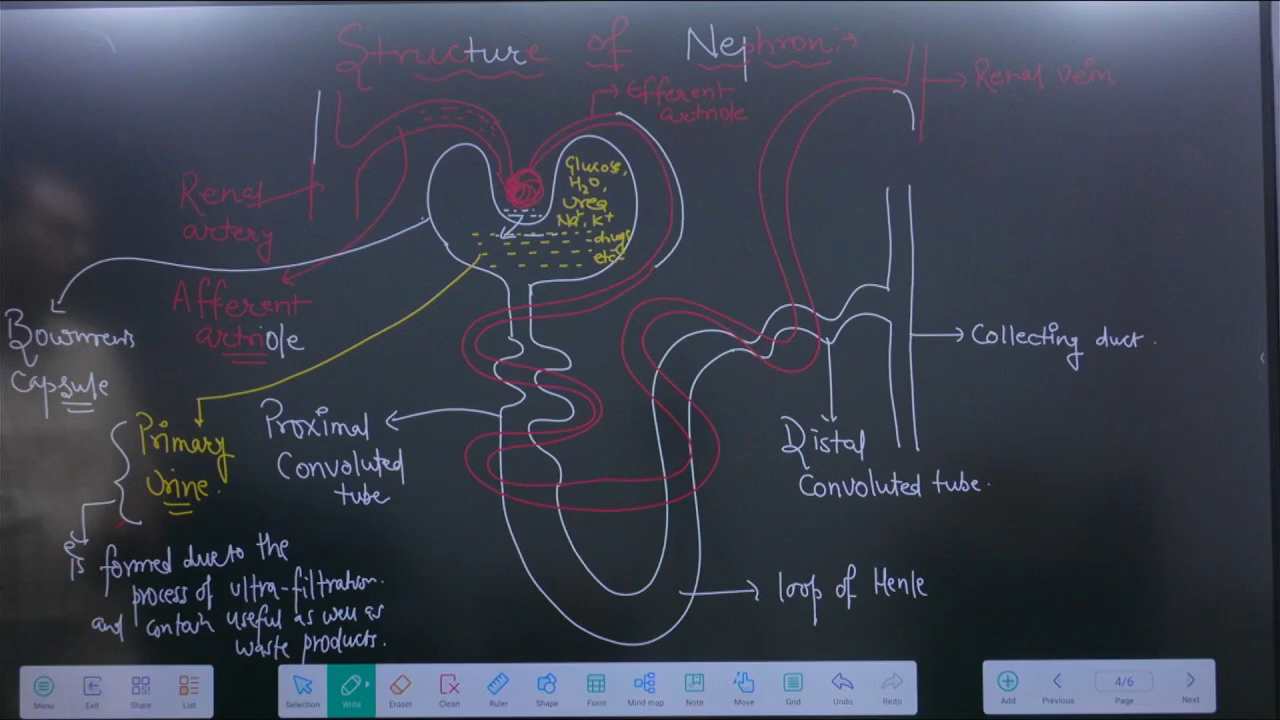 Structure of Nephron:→
Renal vein
Efferent
artriole
Glucose,
H₂O,
Urea
Na⁺, K⁺
drugs
etc
Renal
artery
Afferent
artriole
Bowmens
Capsule
Collecting duct.
Primary
Urine.
Proximal
Convoluted
tube
Distal
Convoluted tube.
is formed due to the
process of ultra-filtration.
and contain useful as well as
waste products.
loop of Henle
Menu
Exit
Share
List
Selection
Write
Eraser
Clean
Ruler
Shape
Form
Mind map
Note
Move
Grid
Undo
Redo
Add
Previous
4/6
Page
Next